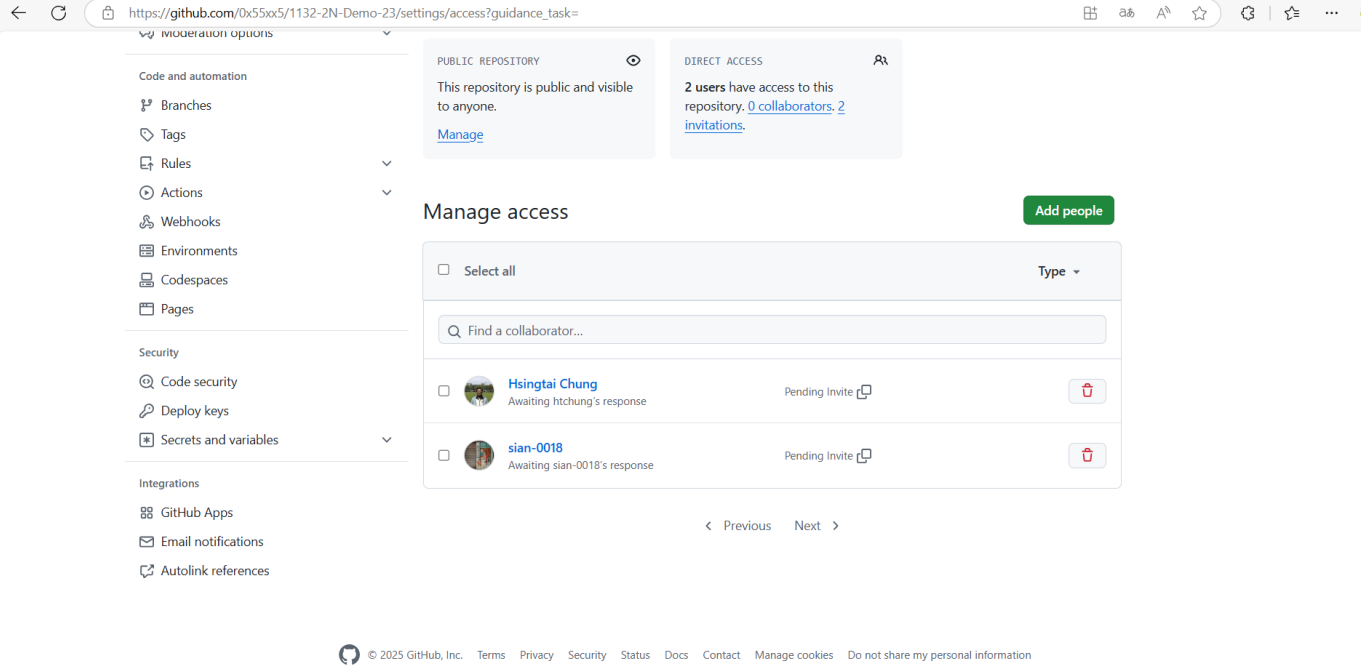 https://github.com/0x55xx5/1132-2N-Demo-23/settings/access?guidance_task=
Moderation options
Code and automation
Branches
Tags
Rules
Actions
Webhooks
Environments
Codespaces
Pages
Security
Code security
Deploy keys
Secrets and variables
Integrations
GitHub Apps
Email notifications
Autolink references
PUBLIC REPOSITORY
This repository is public and visible
to anyone.
Manage
DIRECT ACCESS
2 users have access to this
repository. 0 collaborators. 2
invitations.
Manage access
Add people
Select all
Type
Find a collaborator...
Hsingtai Chung
Awaiting htchung's response
Pending Invite
sian-0018
Awaiting sian-0018's response
Pending Invite
Previous Next
© 2025 GitHub, Inc. Terms Privacy Security Status Docs Contact Manage cookies Do not share my personal information